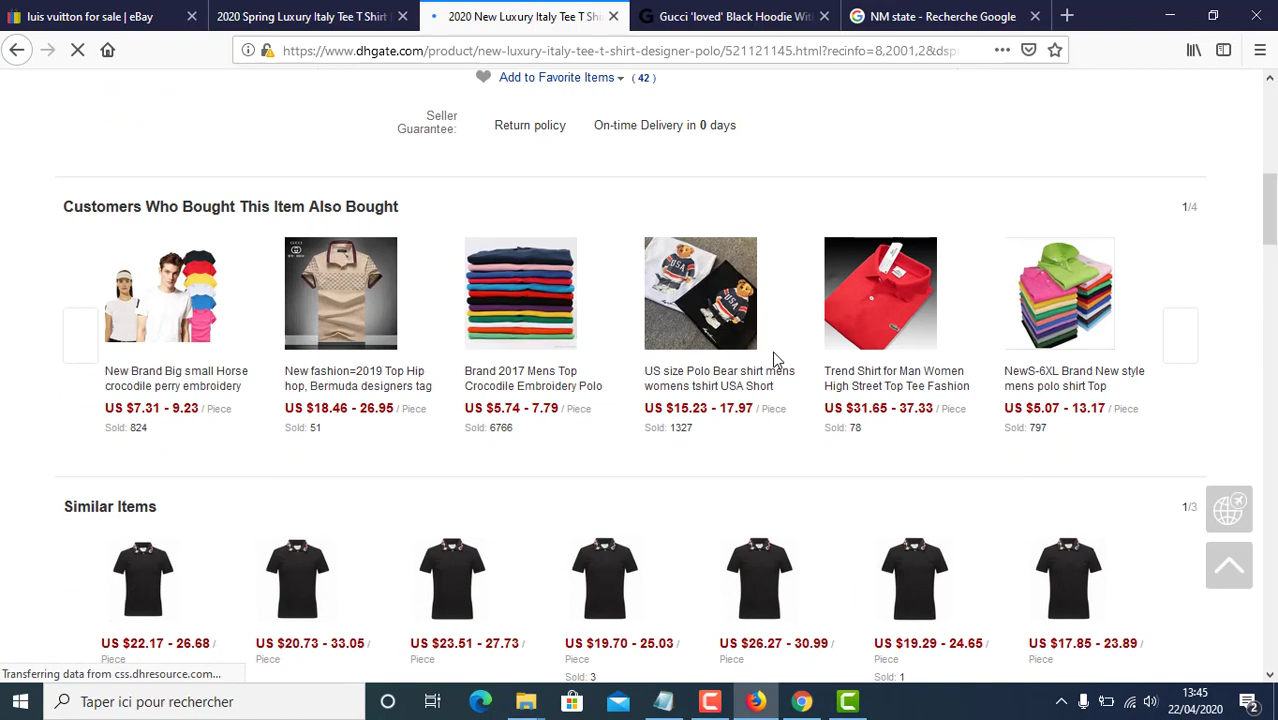 luis vuitton for sale | eBay
2020 Spring Luxury Italy Tee T Shirt
2020 New Luxury Italy Tee T Shi
Gucci 'loved' Black Hoodie Wit
NM state - Recherche Google
https://www.dhgate.com/product/new-luxury-italy-tee-t-shirt-designer-polo/521121145.html?recinfo=8,2001,2&dsp
Add to Favorite Items (42)
Seller Guarantee: Return policy On-time Delivery in 0 days
Customers Who Bought This Item Also Bought 1/4
GUCCI
USA
USA
New Brand Big small Horse
crocodile perry embroidery
US $7.31 - 9.23 / Piece
Sold: 824
New fashion=2019 Top Hip
hop, Bermuda designers tag
US $18.46 - 26.95 / Piece
Sold: 51
Brand 2017 Mens Top
Crocodile Embroidery Polo
US $5.74 - 7.79 / Piece
Sold: 6766
US size Polo Bear shirt mens
womens tshirt USA Short
US $15.23 - 17.97 / Piece
Sold: 1327
Trend Shirt for Man Women
High Street Top Tee Fashion
US $31.65 - 37.33 / Piece
Sold: 78
NewS-6XL Brand New style
mens polo shirt Top
US $5.07 - 13.17 / Piece
Sold: 797
Similar Items 1/3
US $22.17 - 26.68 /
Piece
US $20.73 - 33.05 /
Piece
US $23.51 - 27.73 /
Piece
US $19.70 - 25.03 /
Piece
Sold: 3
US $26.27 - 30.99 /
Piece
US $19.29 - 24.65 /
Piece
Sold: 1
US $17.85 - 23.89 /
Piece
Transferring data from css.dhresource.com...
Taper ici pour rechercher
13:45
22/04/2020
2